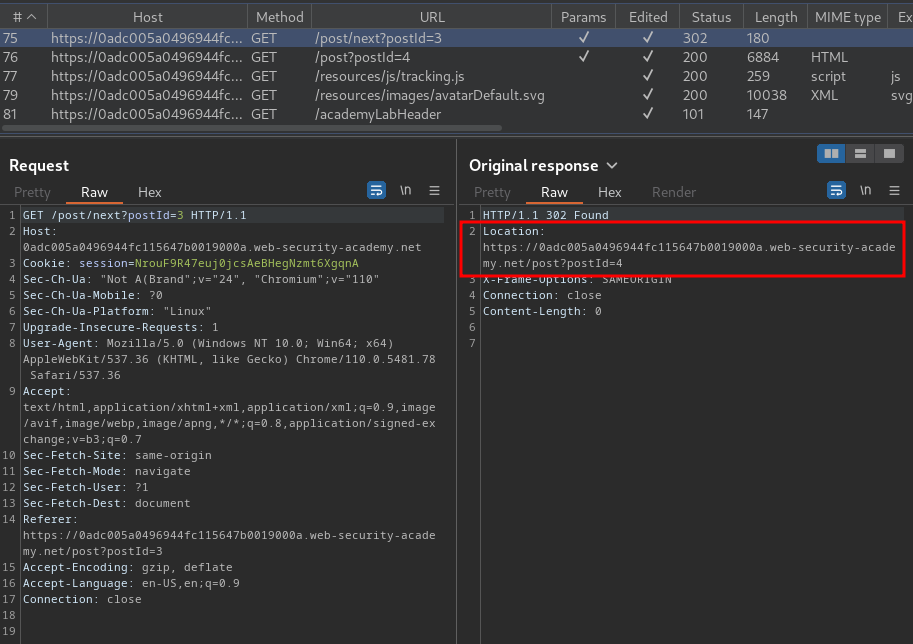 # Host Method URL Params Edited Status Length MIME type Ex
75 https://0adc005a0496944fc... GET /post/next?postId=3 ✓ ✓ 302 180
76 https://0adc005a0496944fc... GET /post?postId=4 ✓ ✓ 200 6884 HTML
77 https://0adc005a0496944fc... GET /resources/js/tracking.js ✓ 200 259 script js
79 https://0adc005a0496944fc... GET /resources/images/avatarDefault.svg ✓ 200 10038 XML svg
81 https://0adc005a0496944fc... GET /academyLabHeader ✓ 101 147
Request
Pretty Raw Hex \n
1 GET /post/next?postId=3 HTTP/1.1
2 Host:
0adc005a0496944fc115647b0019000a.web-security-academy.net
3 Cookie: session=NrouF9R47euj0jcsAeBHegNzmt6XgqnA
4 Sec-Ch-Ua: "Not A(Brand";v="24", "Chromium";v="110"
5 Sec-Ch-Ua-Mobile: ?0
6 Sec-Ch-Ua-Platform: "Linux"
7 Upgrade-Insecure-Requests: 1
8 User-Agent: Mozilla/5.0 (Windows NT 10.0; Win64; x64)
AppleWebKit/537.36 (KHTML, like Gecko) Chrome/110.0.5481.78
Safari/537.36
9 Accept:
text/html,application/xhtml+xml,application/xml;q=0.9,image
/avif,image/webp,image/apng,*/*;q=0.8,application/signed-ex
change;v=b3;q=0.7
10 Sec-Fetch-Site: same-origin
11 Sec-Fetch-Mode: navigate
12 Sec-Fetch-User: ?1
13 Sec-Fetch-Dest: document
14 Referer:
https://0adc005a0496944fc115647b0019000a.web-security-acade
my.net/post?postId=3
15 Accept-Encoding: gzip, deflate
16 Accept-Language: en-US,en;q=0.9
17 Connection: close
18
19
Original response
Pretty Raw Hex Render \n
1 HTTP/1.1 302 Found
2 Location:
https://0adc005a0496944fc115647b0019000a.web-security-acade
my.net/post?postId=4
3 X-Frame-Options: SAMEORIGIN
4 Connection: close
5 Content-Length: 0
6
7